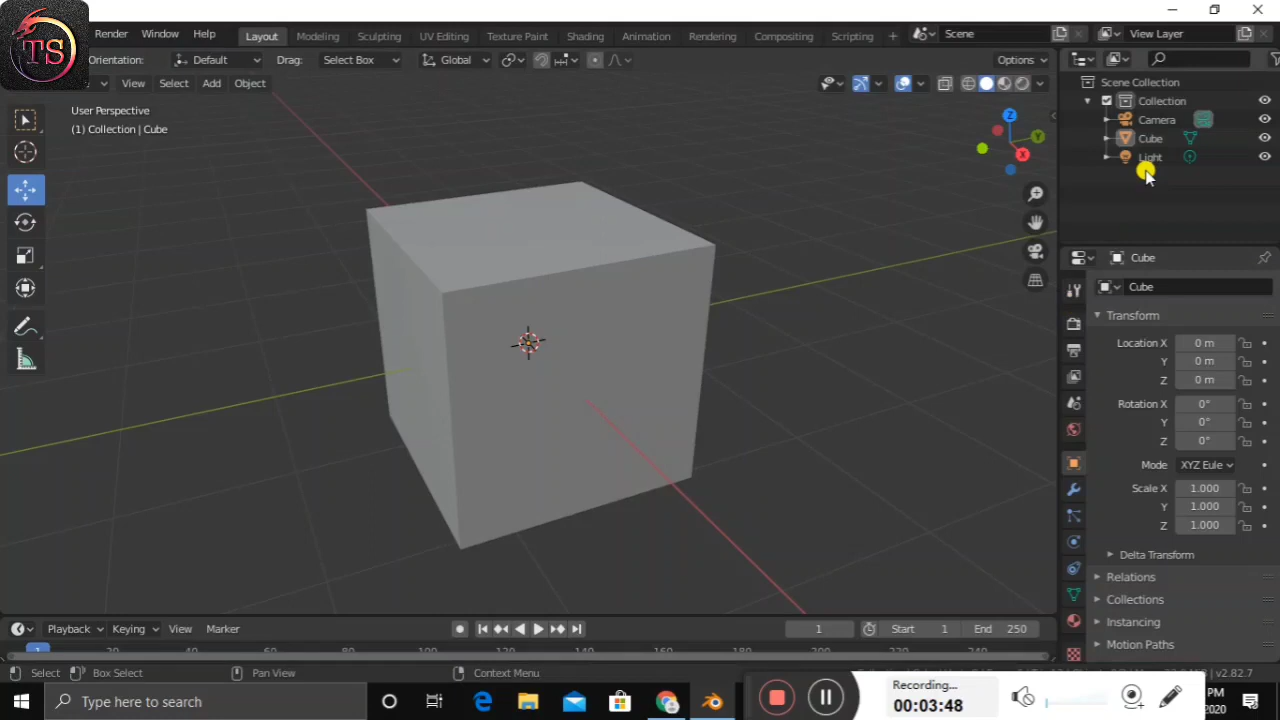 TS
Render Window Help Layout Modeling Sculpting UV Editing Texture Paint Shading Animation Rendering Compositing Scripting + Scene View Layer
Orientation: Default Drag: Select Box Global Options
View Select Add Object
User Perspective
(1) Collection | Cube
Z
Y
X
Scene Collection
Collection
Camera
Cube
Light
Cube
Cube
Transform
Location X 0 m
Y 0 m
Z 0 m
Rotation X 0°
Y 0°
Z 0°
Mode XYZ Eule
Scale X 1.000
Y 1.000
Z 1.000
Delta Transform
Relations
Collections
Instancing
Motion Paths
Playback Keying View Marker 1 Start 1 End 250
1
Select Box Select Pan View Context Menu v2.82.7
Type here to search
Recording...
00:03:48
PM
2020